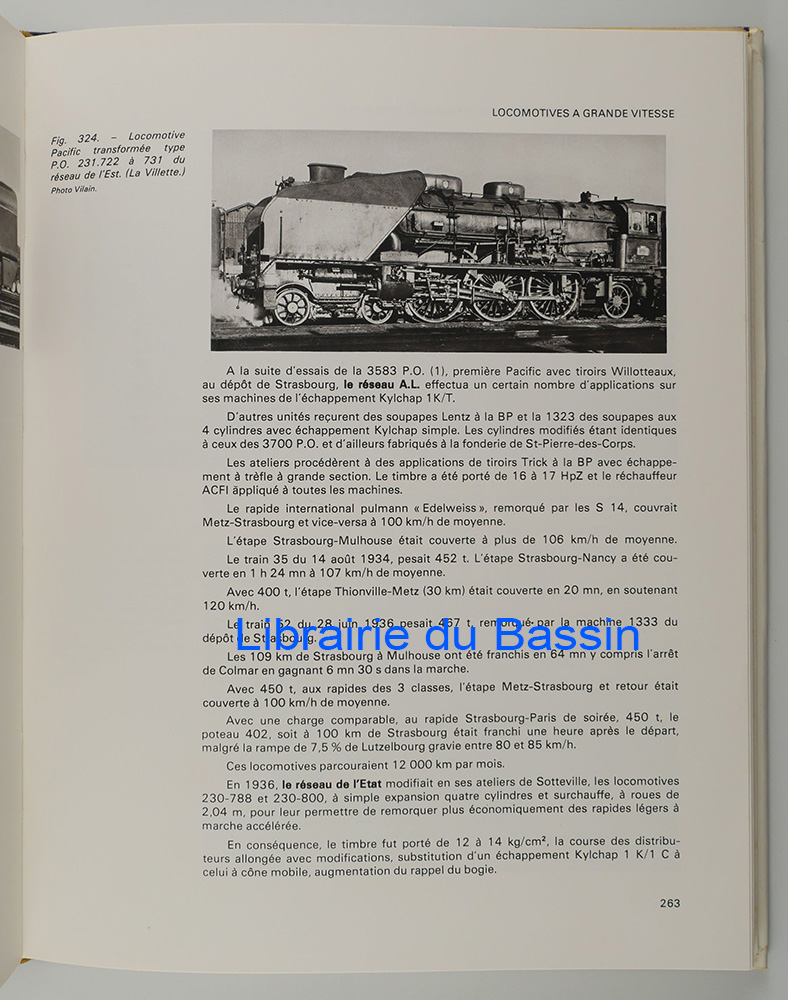 LOCOMOTIVES A GRANDE VITESSE
Fig. 324. – Locomotive
Pacific transformée type
P.O. 231.722 à 731 du
réseau de l'Est. (La Villette.)
Photo Vilain.
A la suite d'essais de la 3583 P.O. (1), première Pacific avec tiroirs Willotteaux,
au dépôt de Strasbourg, le réseau A.L. effectua un certain nombre d'applications sur
ses machines de l'échappement Kylchap 1K/T.
D'autres unités reçurent des soupapes Lentz à la BP et la 1323 des soupapes aux
4 cylindres avec échappement Kylchap simple. Les cylindres modifiés étant identiques
à ceux des 3700 P.O. et d'ailleurs fabriqués à la fonderie de St-Pierre-des-Corps.
Les ateliers procédèrent à des applications de tiroirs Trick à la BP avec échappe-
ment à trèfle à grande section. Le timbre a été porté de 16 à 17 HpZ et le réchauffeur
ACFI äppliqué à toutes les machines.
Le rapide international pulmann « Edelweiss », remorqué par les S 14, couvrait
Metz-Strasbourg et vice-versa à 100 km/h de moyenne.
L'étape Strasbourg-Mulhouse était couverte à plus de 106 km/h de moyenne.
Le train 35 du 14 août 1934, pesait 452 t. L'étape Strasbourg-Nancy a été cou-
verte en 1 h 24 mn à 107 km/h de moyenne.
Avec 400 t, l'étape Thionville-Metz (30 km) était couverte en 20 mn, en soutenant
120 km/h.
Le train 52 du 28 juin 1936 pesait 467 t, remorqué par la machine 1333 du
dépôt de Strasbourg.
Librairie du Bassin
Les 109 km de Strasbourg à Mulhouse ont été franchis en 64 mn y compris l'arrêt
de Colmar en gagnant 6 mn 30 s dans la marche.
Avec 450 t, aux rapides des 3 classes, l'étape Metz-Strasbourg et retour était
couverte à 100 km/h de moyenne.
Avec une charge comparable, au rapide Strasbourg-Paris de soirée, 450 t, le
poteau 402, soit à 100 km de Strasbourg était franchi une heure après le départ,
malgré la rampe de 7,5 % de Lutzelbourg gravie entre 80 et 85 km/h.
Ces locomotives parcouraient 12 000 km par mois.
En 1936, le réseau de l'Etat modifiait en ses ateliers de Sotteville, les locomotives
230-788 et 230-800, à simple expansion quatre cylindres et surchauffe, à roues de
2,04 m, pour leur permettre de remorquer plus économiquement des rapides légers à
marche accélérée.
En conséquence, le timbre fut porté de 12 à 14 kg/cm², la course des distribu-
teurs allongée avec modifications, substitution d'un échappement Kylchap 1 K/1 C à
celui à cône mobile, augmentation du rappel du bogie.
263